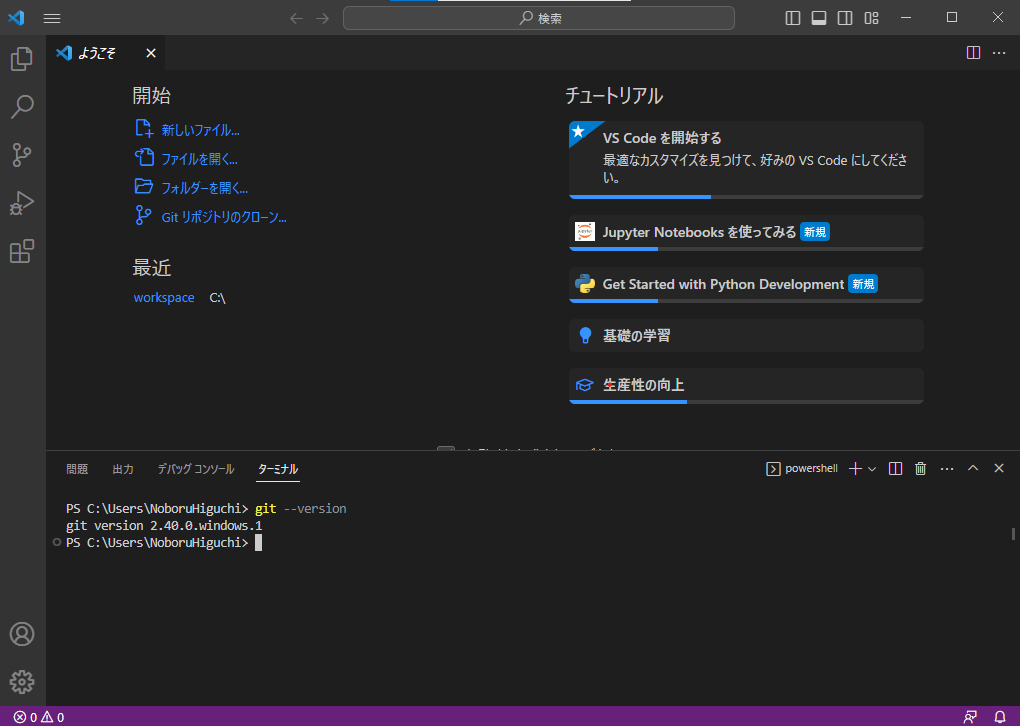 検索
ようこそ
開始
新しいファイル...
ファイルを開く...
フォルダーを開く...
Git リポジトリのクローン...
最近
workspace C:\
チュートリアル
VS Code を開始する
最適なカスタマイズを見つけて、好みの VS Code にしてくださ
い。
Jupyter Notebooks を使ってみる 新規
Get Started with Python Development 新規
基礎の学習
生産性の向上
問題 出力 デバッグ コンソール ターミナル
powershell
PS C:\Users\NoboruHiguchi> git --version
git version 2.40.0.windows.1
PS C:\Users\NoboruHiguchi>
0 0